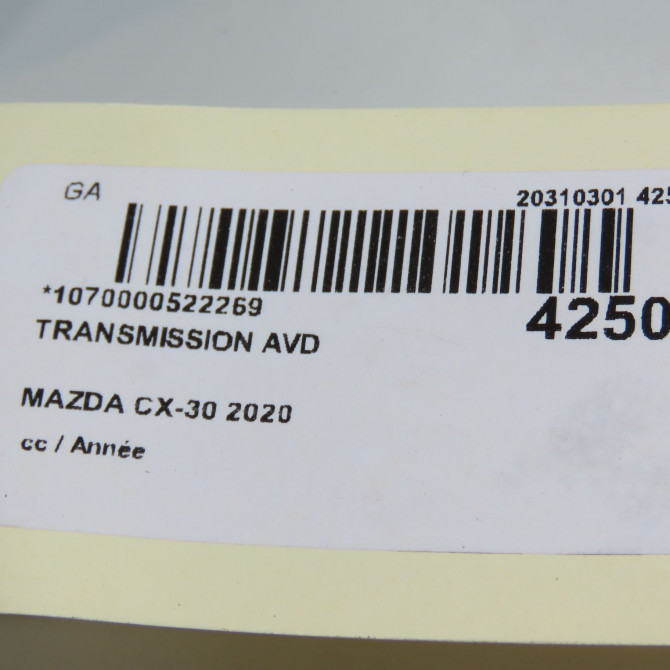 GA
20310301 425
*1070000522269
4250
TRANSMISSION AVD
MAZDA CX-30 2020
cc / Année